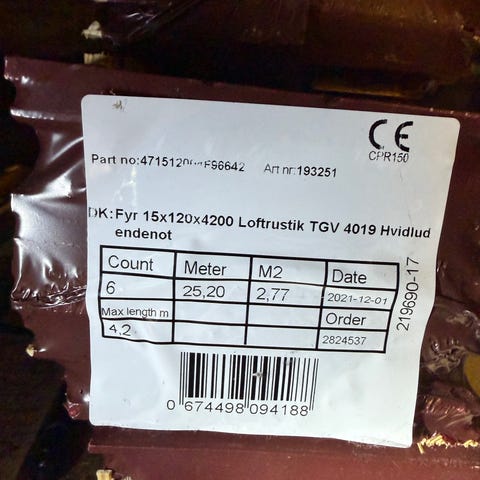 CE
CPR150
Part no: Art nr:193251
DK:Fyr 15x120x4200 Loftrustik TGV 4019 Hvidlud
endenot
Count Meter M2 Date
6 25,20 2,77 2021-12-01
Max length m Order
4,2 2824537
219690-17
0 674498 094188